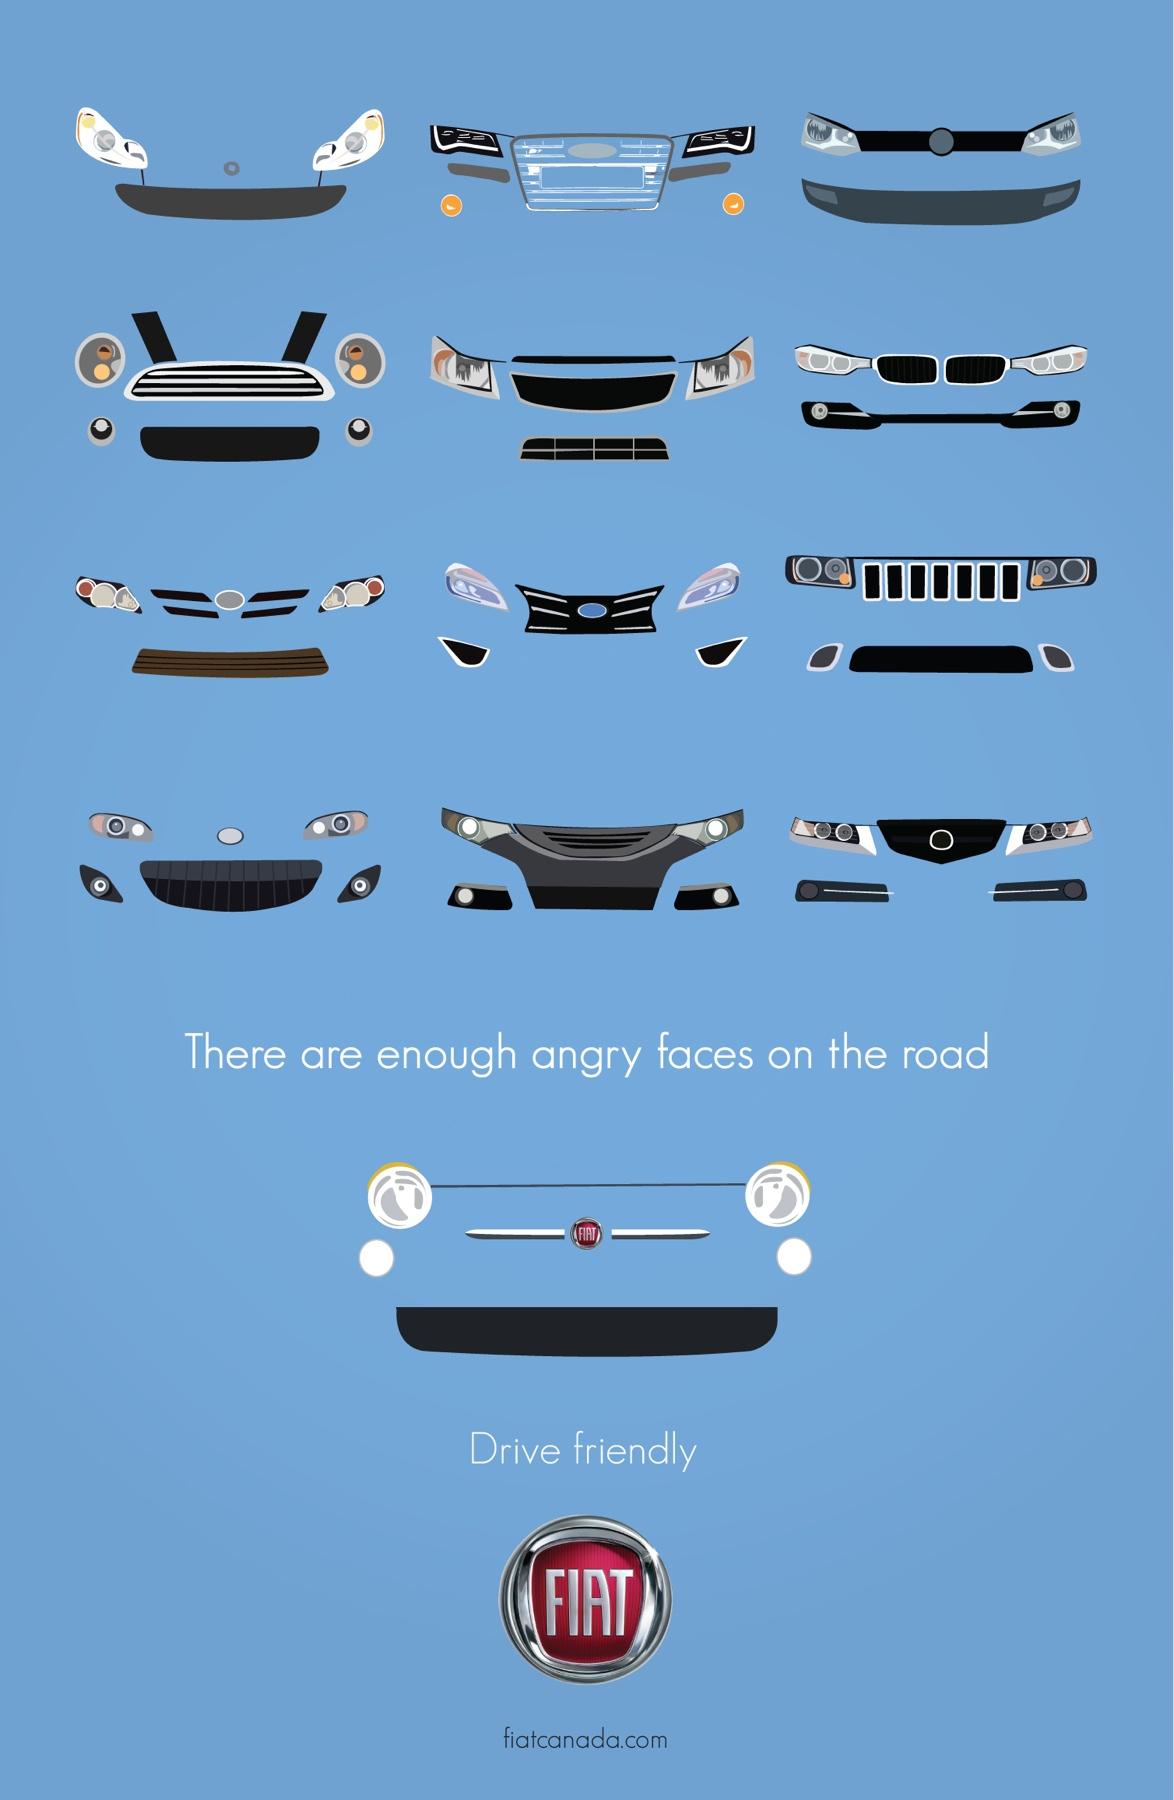 There are enough angry faces on the road
FIAT
Drive friendly
FIAT
fiatcanada.com